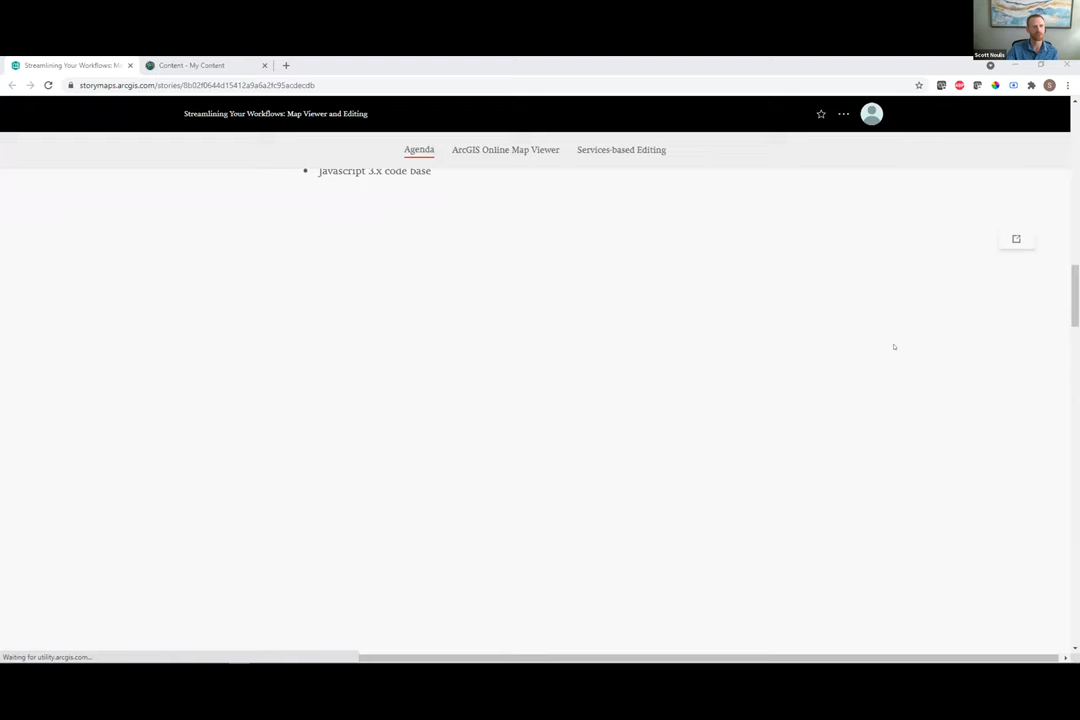 Scott Noulis
Streamlining Your Workflows: M
Content - My Content
storymaps.arcgis.com/stories/8b02f0644d15412a9a6a2fc95acdecdb
S
Streamlining Your Workflows: Map Viewer and Editing
Agenda
ArcGIS Online Map Viewer
Services-based Editing
• Javascript 3.x code base
Waiting for utility.arcgis.com...